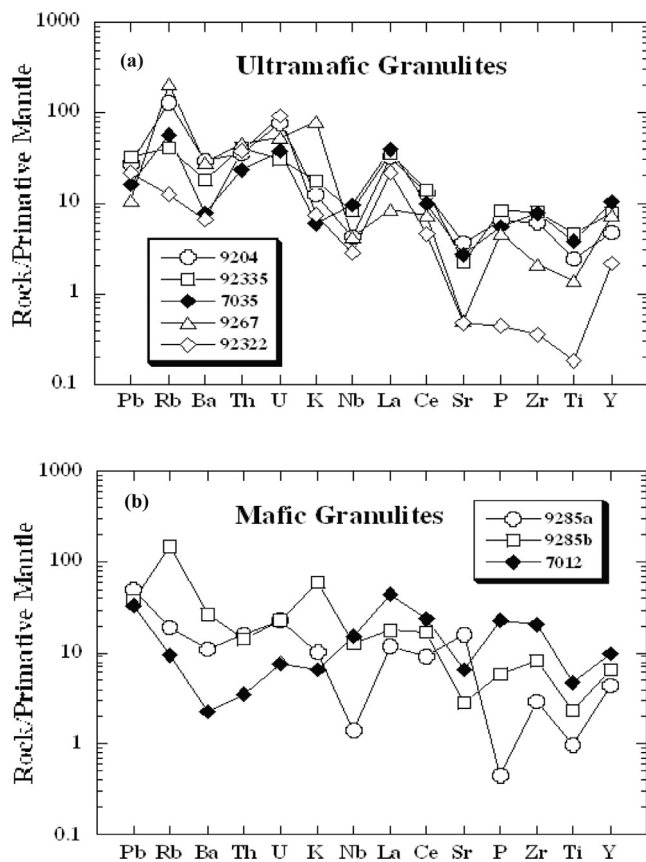 1000
(a)
Ultramafic Granulites
100
10
1
0.1
Rock/Primative Mantle
9204
92335
7035
9267
92322
Pb Rb Ba Th U K Nb La Ce Sr P Zr Ti Y
1000
(b)
Mafic Granulites
9285a
9285b
7012
100
10
1
0.1
Rock/Primative Mantle
Pb Rb Ba Th U K Nb La Ce Sr P Zr Ti Y